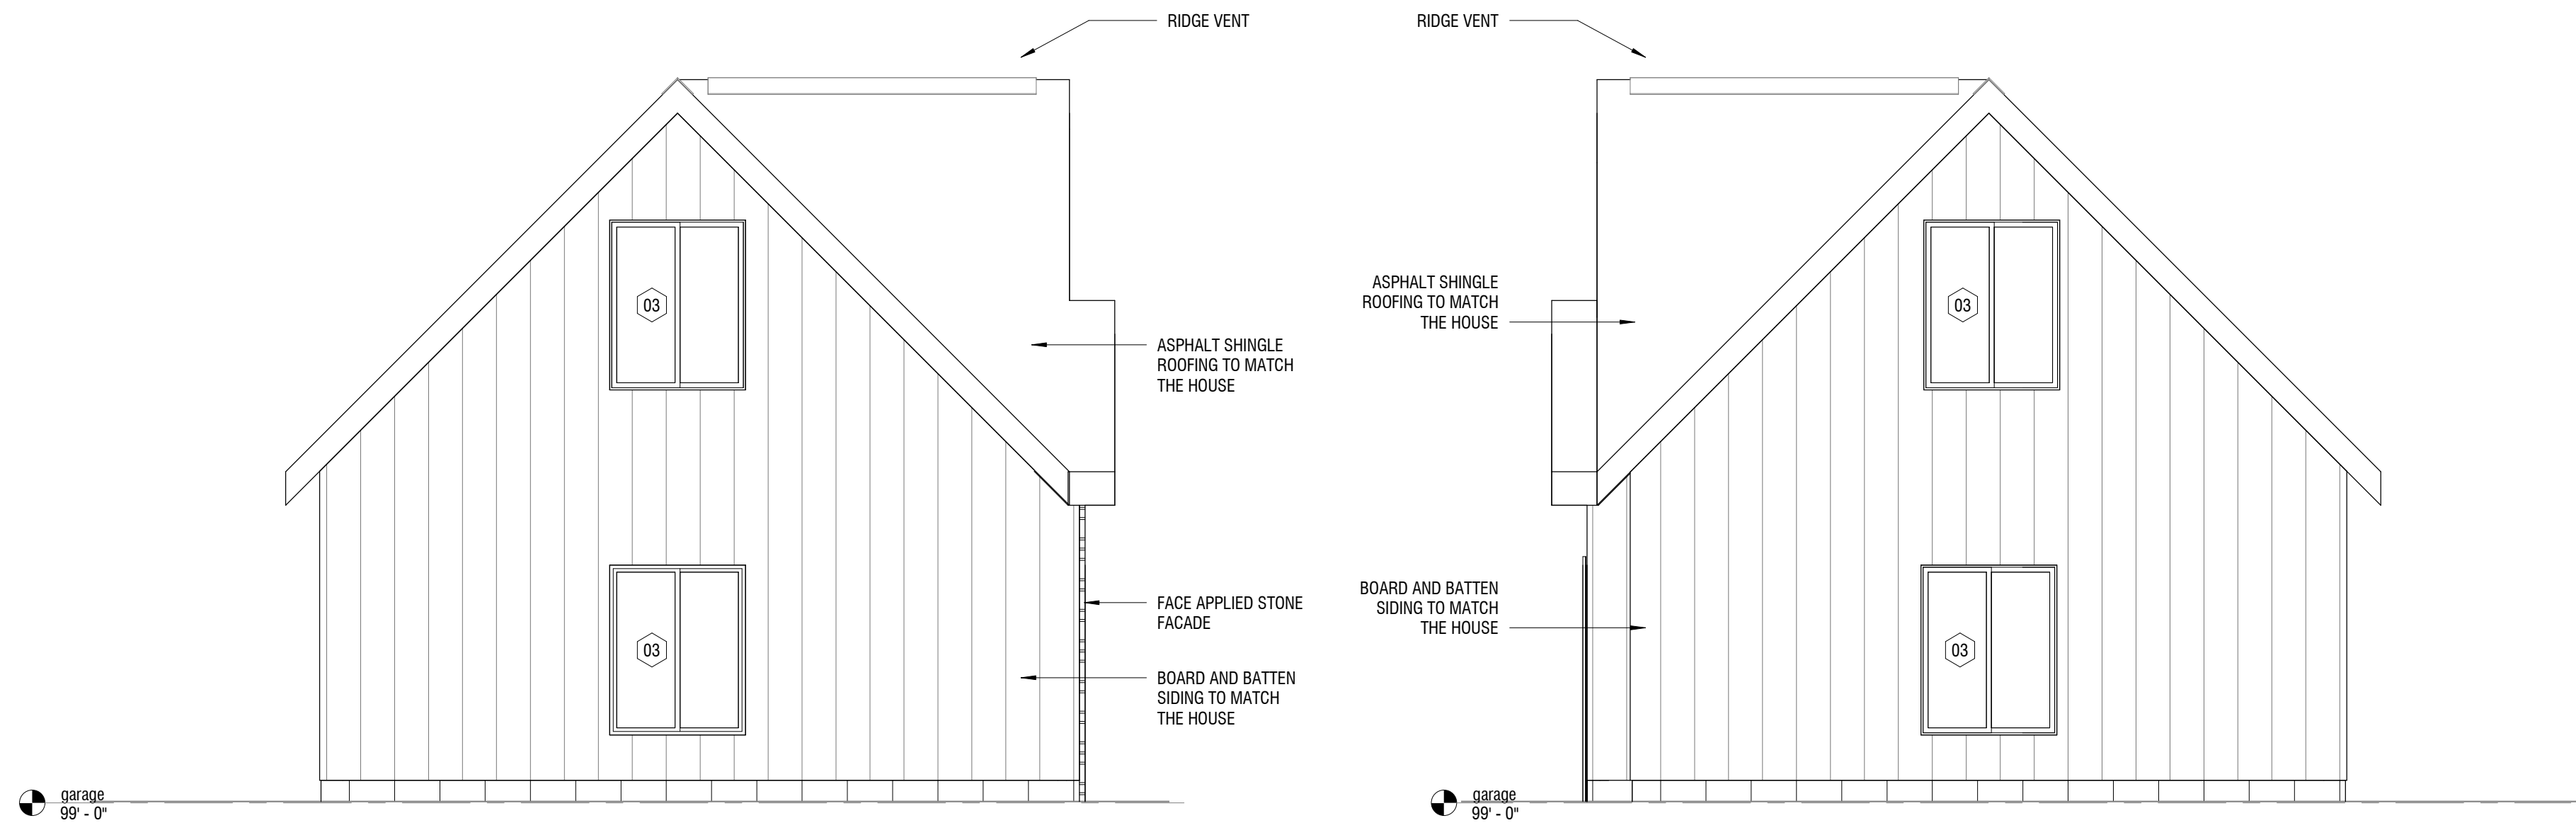 RIDGE VENT
03
ASPHALT SHINGLE
ROOFING TO MATCH
THE HOUSE
FACE APPLIED STONE
FACADE
03
BOARD AND BATTEN
SIDING TO MATCH
THE HOUSE
garage
99' - 0"
RIDGE VENT
ASPHALT SHINGLE
ROOFING TO MATCH
THE HOUSE
03
BOARD AND BATTEN
SIDING TO MATCH
THE HOUSE
03
garage
99' - 0"